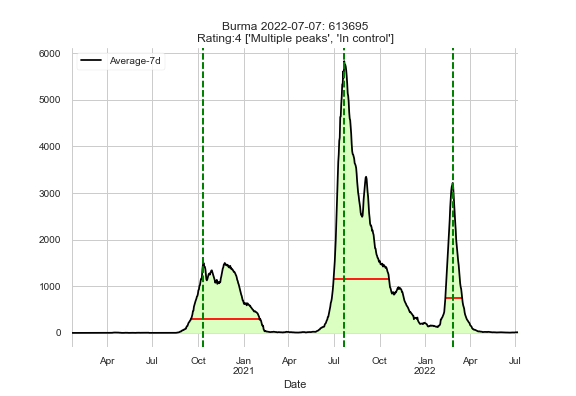 Burma 2022-07-07: 613695
Rating:4 ['Multiple peaks', 'In control']
Average-7d
6000
5000
4000
3000
2000
1000
0
Apr Jul Oct Jan Apr Jul Oct Jan Apr Jul
2021 2022
Date